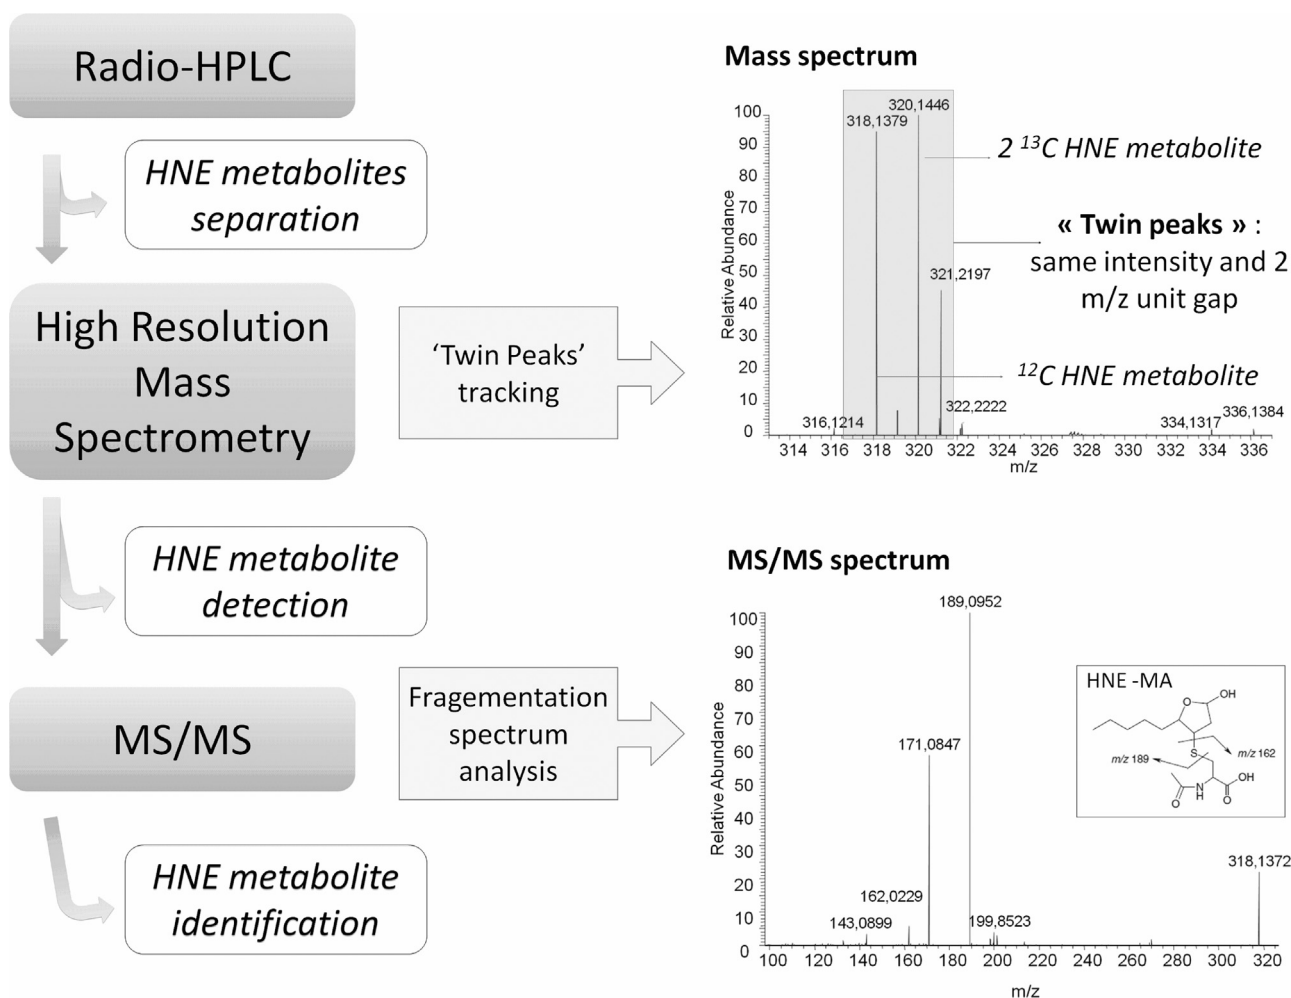 Radio-HPLC
HNE metabolites
separation
High Resolution
Mass
Spectrometry
HNE metabolite
detection
MS/MS
HNE metabolite
identification
‘Twin Peaks’
tracking
Fragementation
spectrum
analysis
Mass spectrum
Relative Abundance
100
90
80
70
60
50
40
30
20
10
0
320,1446
318,1379
321,2197
322,2222
316,1214
334,1317
336,1384
2 13C HNE metabolite
« Twin peaks » :
same intensity and 2
m/z unit gap
12C HNE metabolite
314 316 318 320 322 324 326 328 330 332 334 336
m/z
MS/MS spectrum
Relative Abundance
100
90
80
70
60
50
40
30
20
10
0
189,0952
171,0847
162,0229
143,0899
199,8523
318,1372
HNE -MA
O
OH
S
m/z 162
m/z 189
OH
N
H
O
O
100 120 140 160 180 200 220 240 260 280 300 320
m/z